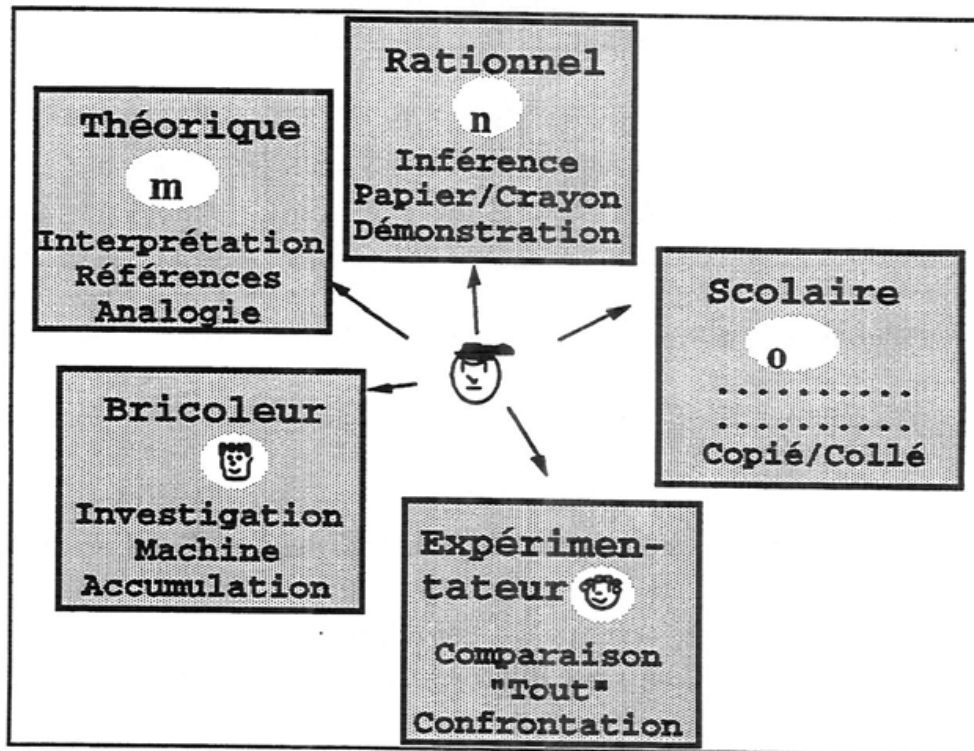 Rationnel
n
Inférence
Papier/Crayon
Démonstration
Théorique
m
Interprétation
Références
Analogie
Scolaire
o
..........
..........
Copié/Collé
Bricoleur
Investigation
Machine
Accumulation
Expérimen-
tateur
Comparaison
"Tout"
Confrontation